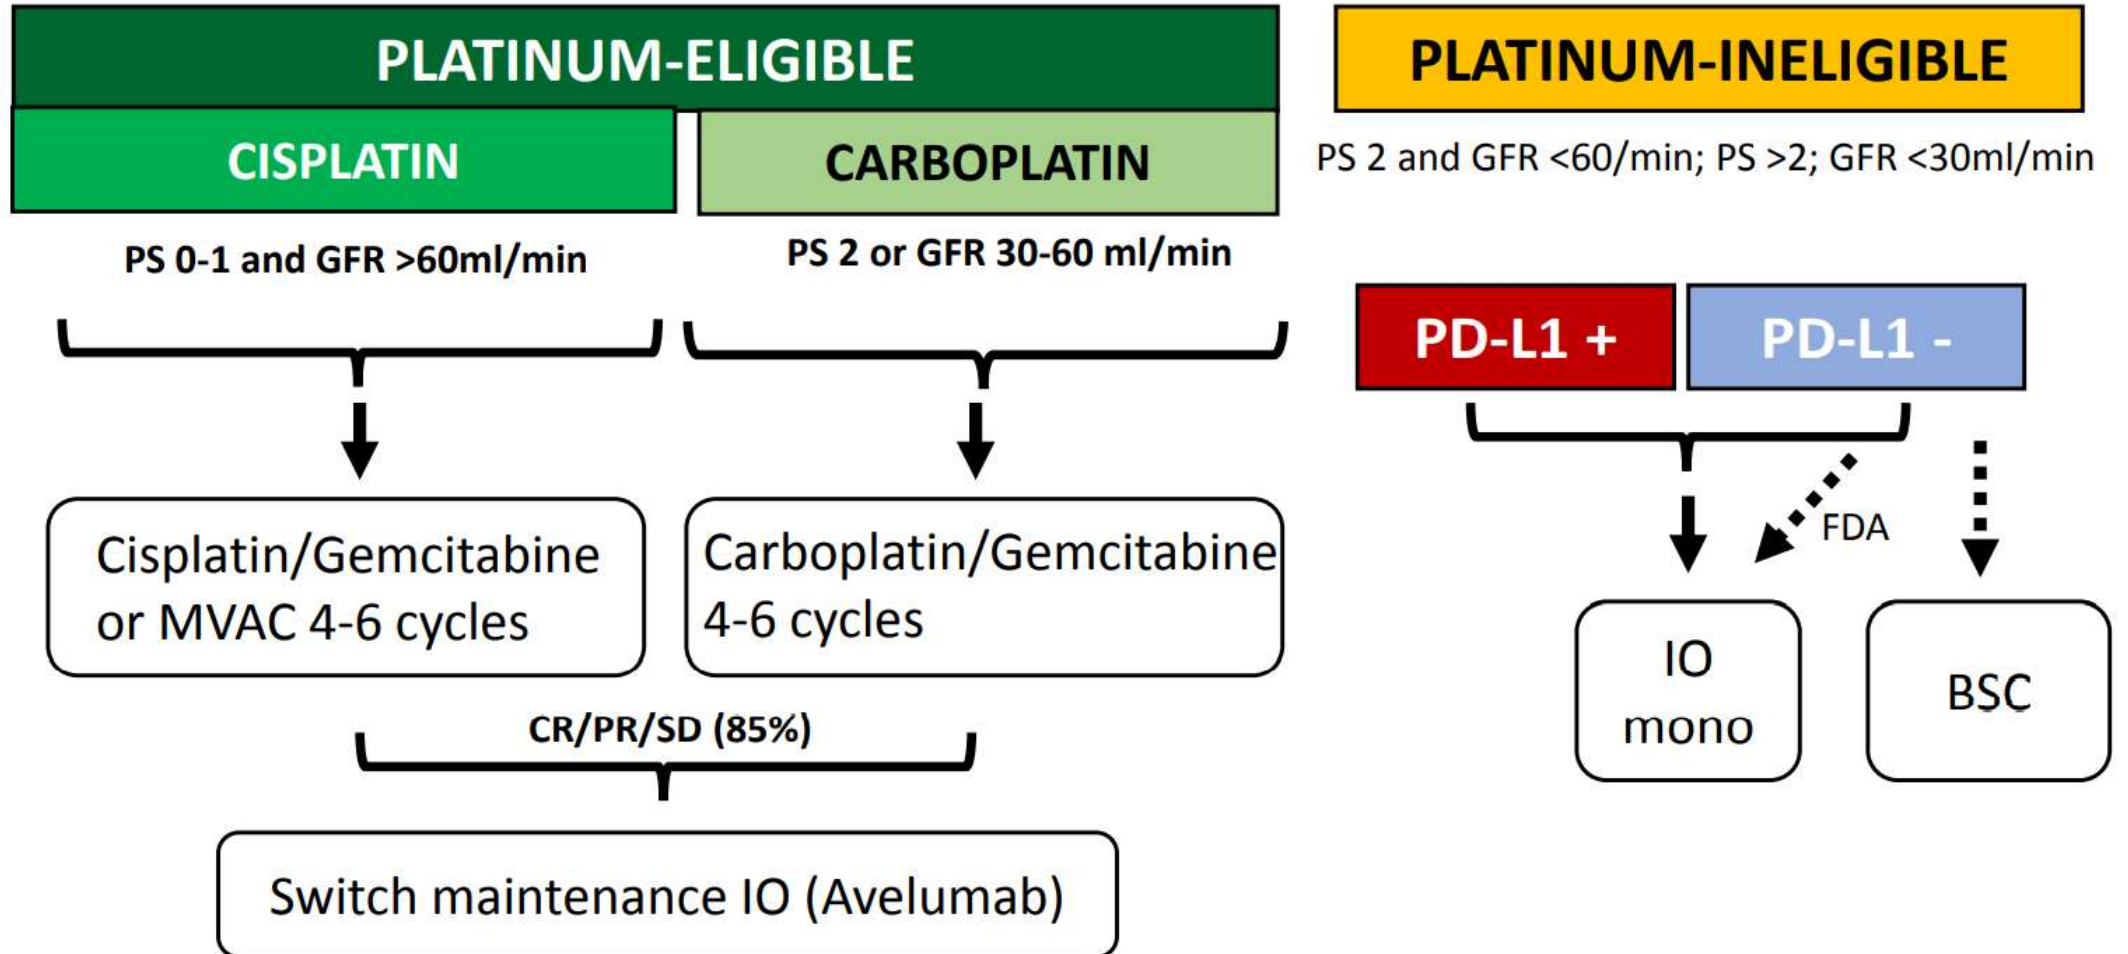 PLATINUM-ELIGIBLE
CISPLATIN
CARBOPLATIN
PS 0-1 and GFR >60ml/min
PS 2 or GFR 30-60 ml/min
Cisplatin/Gemcitabine
or MVAC 4-6 cycles
Carboplatin/Gemcitabine
4-6 cycles
CR/PR/SD (85%)
Switch maintenance IO (Avelumab)
PLATINUM-INELIGIBLE
PS 2 and GFR <60/min; PS >2; GFR <30ml/min
PD-L1 +
PD-L1 -
FDA
IO
mono
BSC